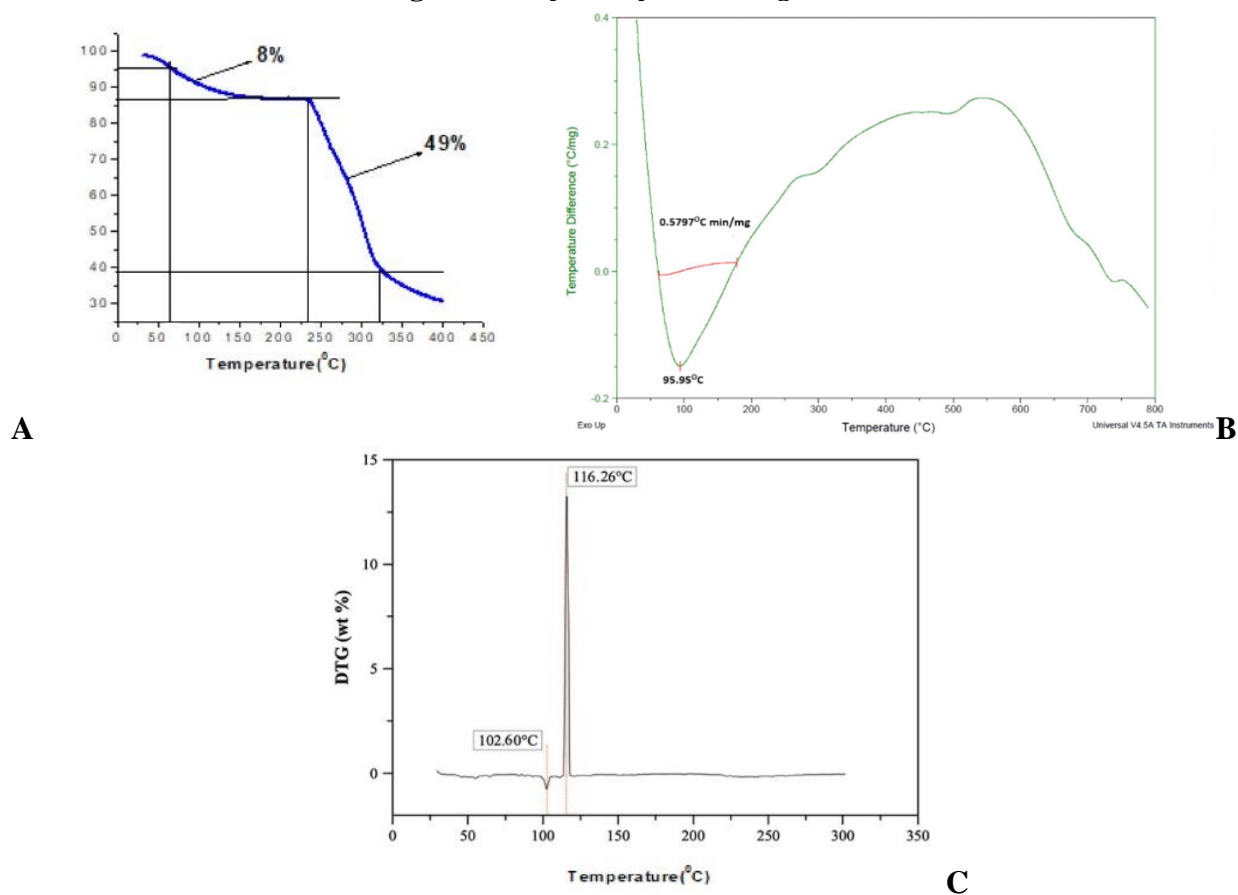 100
90
80
70
60
50
40
30
0 50 100 150 200 250 300 350 400 450
8%
49%
Temperature(⁰C)
A
0.4
0.2
0.0
-0.2
Temperature Difference (°C/mg)
0.5797ᴼC min/mg
95.95ᴼC
0 100 200 300 400 500 600 700 800
Exo Up
Temperature (°C)
Universal V4.5A TA Instruments
B
15
10
5
0
DTG (wt %)
116.26°C
102.60°C
0 50 100 150 200 250 300 350
Temperature(⁰C)
C